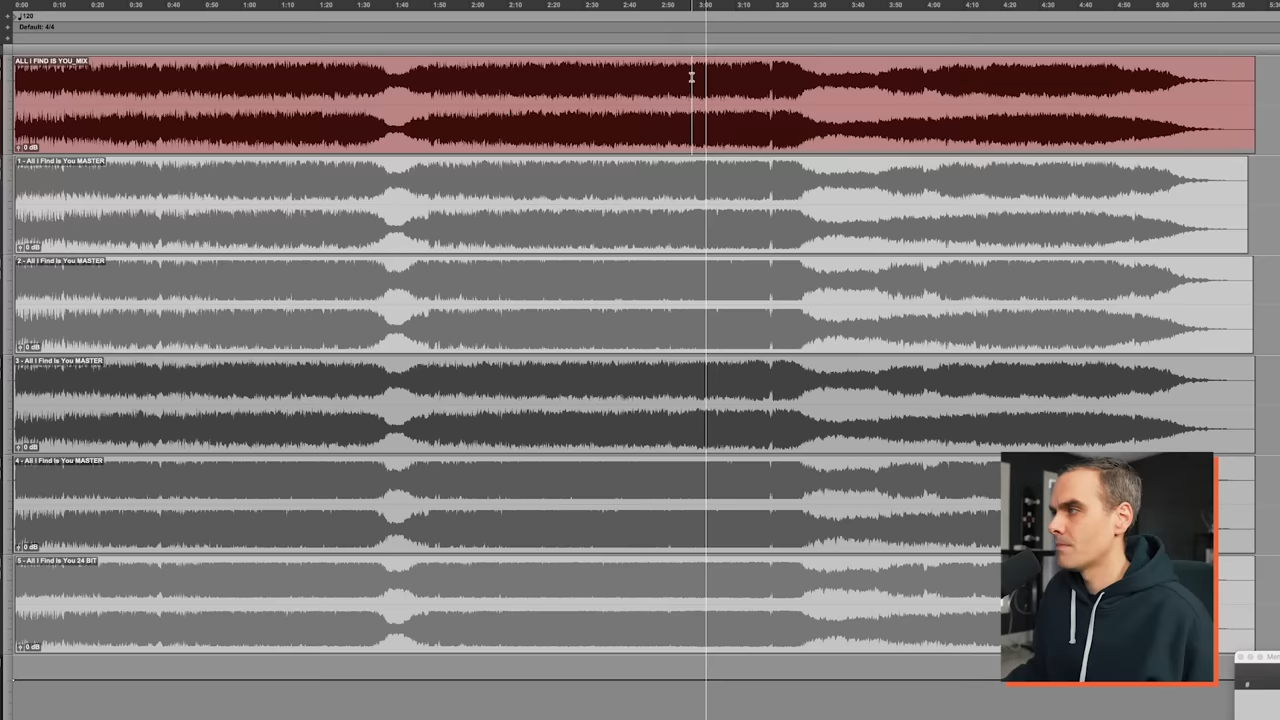 0:00 0:10 0:20 0:30 0:40 0:50 1:00 1:10 1:20 1:30 1:40 1:50 2:00 2:10 2:20 2:30 2:40 2:50 3:00 3:10 3:20 3:30 3:40 3:50 4:00 4:10 4:20 4:30 4:40 4:50 5:00 5:10 5:20
120
Default: 4/4
ALL I FIND IS YOU_MIX
0 dB
1 - All I Find Is You MASTER
0 dB
2 - All I Find Is You MASTER
0 dB
3 - All I Find Is You MASTER
0 dB
4 - All I Find Is You MASTER
0 dB
5 - All I Find Is You 24 BIT
0 dB
#